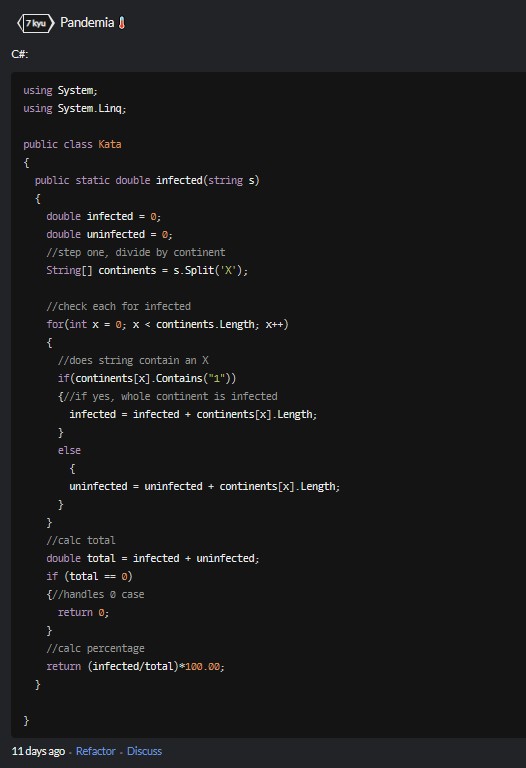 7 kyu Pandemia 🌡️
C#:
using System;
using System.Linq;

public class Kata
{
  public static double infected(string s)
  {
    double infected = 0;
    double uninfected = 0;
    //step one, divide by continent
    String[] continents = s.Split('X');

    //check each for infected
    for(int x = 0; x < continents.Length; x++)
    {
      //does string contain an X
      if(continents[x].Contains("1"))
      {//if yes, whole continent is infected
        infected = infected + continents[x].Length;
      }
      else
        {
        uninfected = uninfected + continents[x].Length;
      }
    }
    //calc total
    double total = infected + uninfected;
    if (total == 0)
    {//handles 0 case
      return 0;
    }
    //calc percentage
    return (infected/total)*100.00;
  }

}
11 days ago - Refactor - Discuss